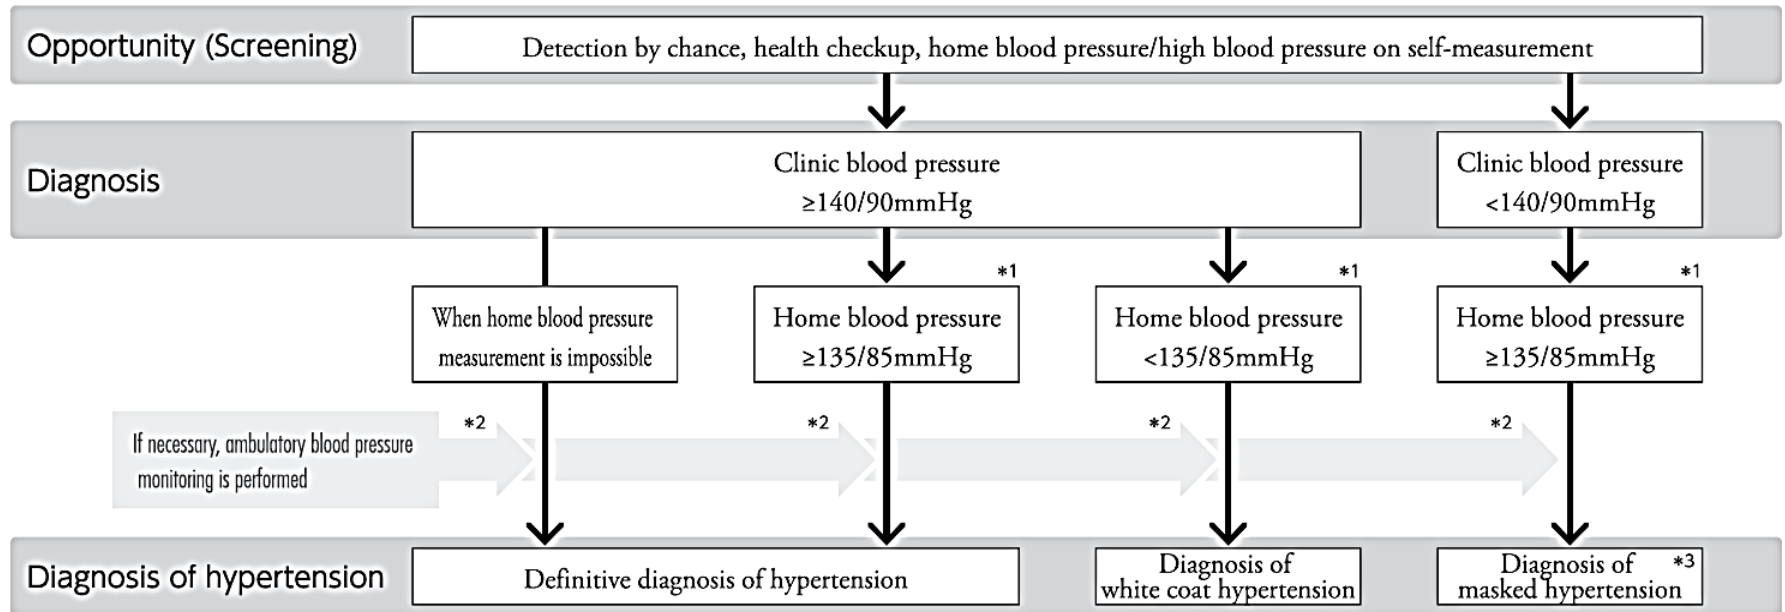 Opportunity (Screening)
Detection by chance, health checkup, home blood pressure/high blood pressure on self-measurement
Diagnosis
Clinic blood pressure
≥140/90mmHg
Clinic blood pressure
<140/90mmHg
When home blood pressure
measurement is impossible
*1
Home blood pressure
≥135/85mmHg
*1
Home blood pressure
<135/85mmHg
*1
Home blood pressure
≥135/85mmHg
If necessary, ambulatory blood pressure
monitoring is performed
*2
*2
*2
*2
Diagnosis of hypertension
Definitive diagnosis of hypertension
Diagnosis of
white coat hypertension
Diagnosis of *3
masked hypertension